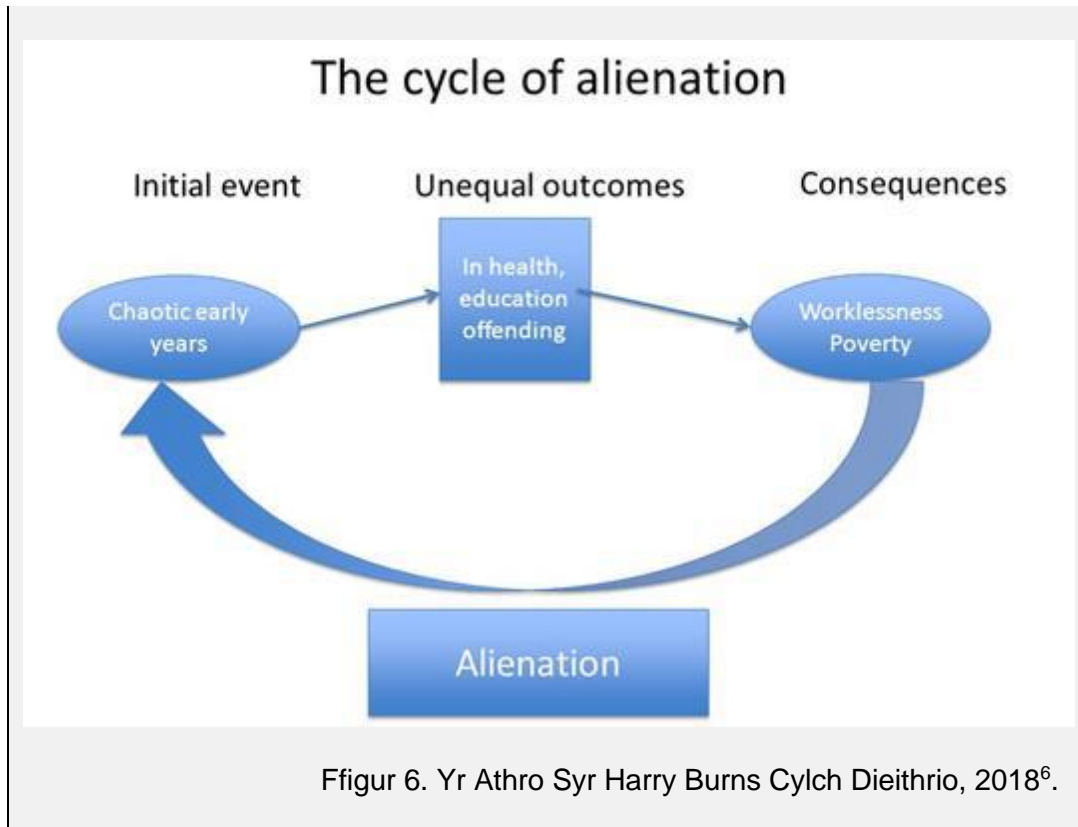 The cycle of alienation
Initial event
Unequal outcomes
Consequences
Chaotic early
years
In health,
education
offending
Worklessness
Poverty
Alienation
Ffigur 6. Yr Athro Syr Harry Burns Cylch Dieithrio, 2018⁶.